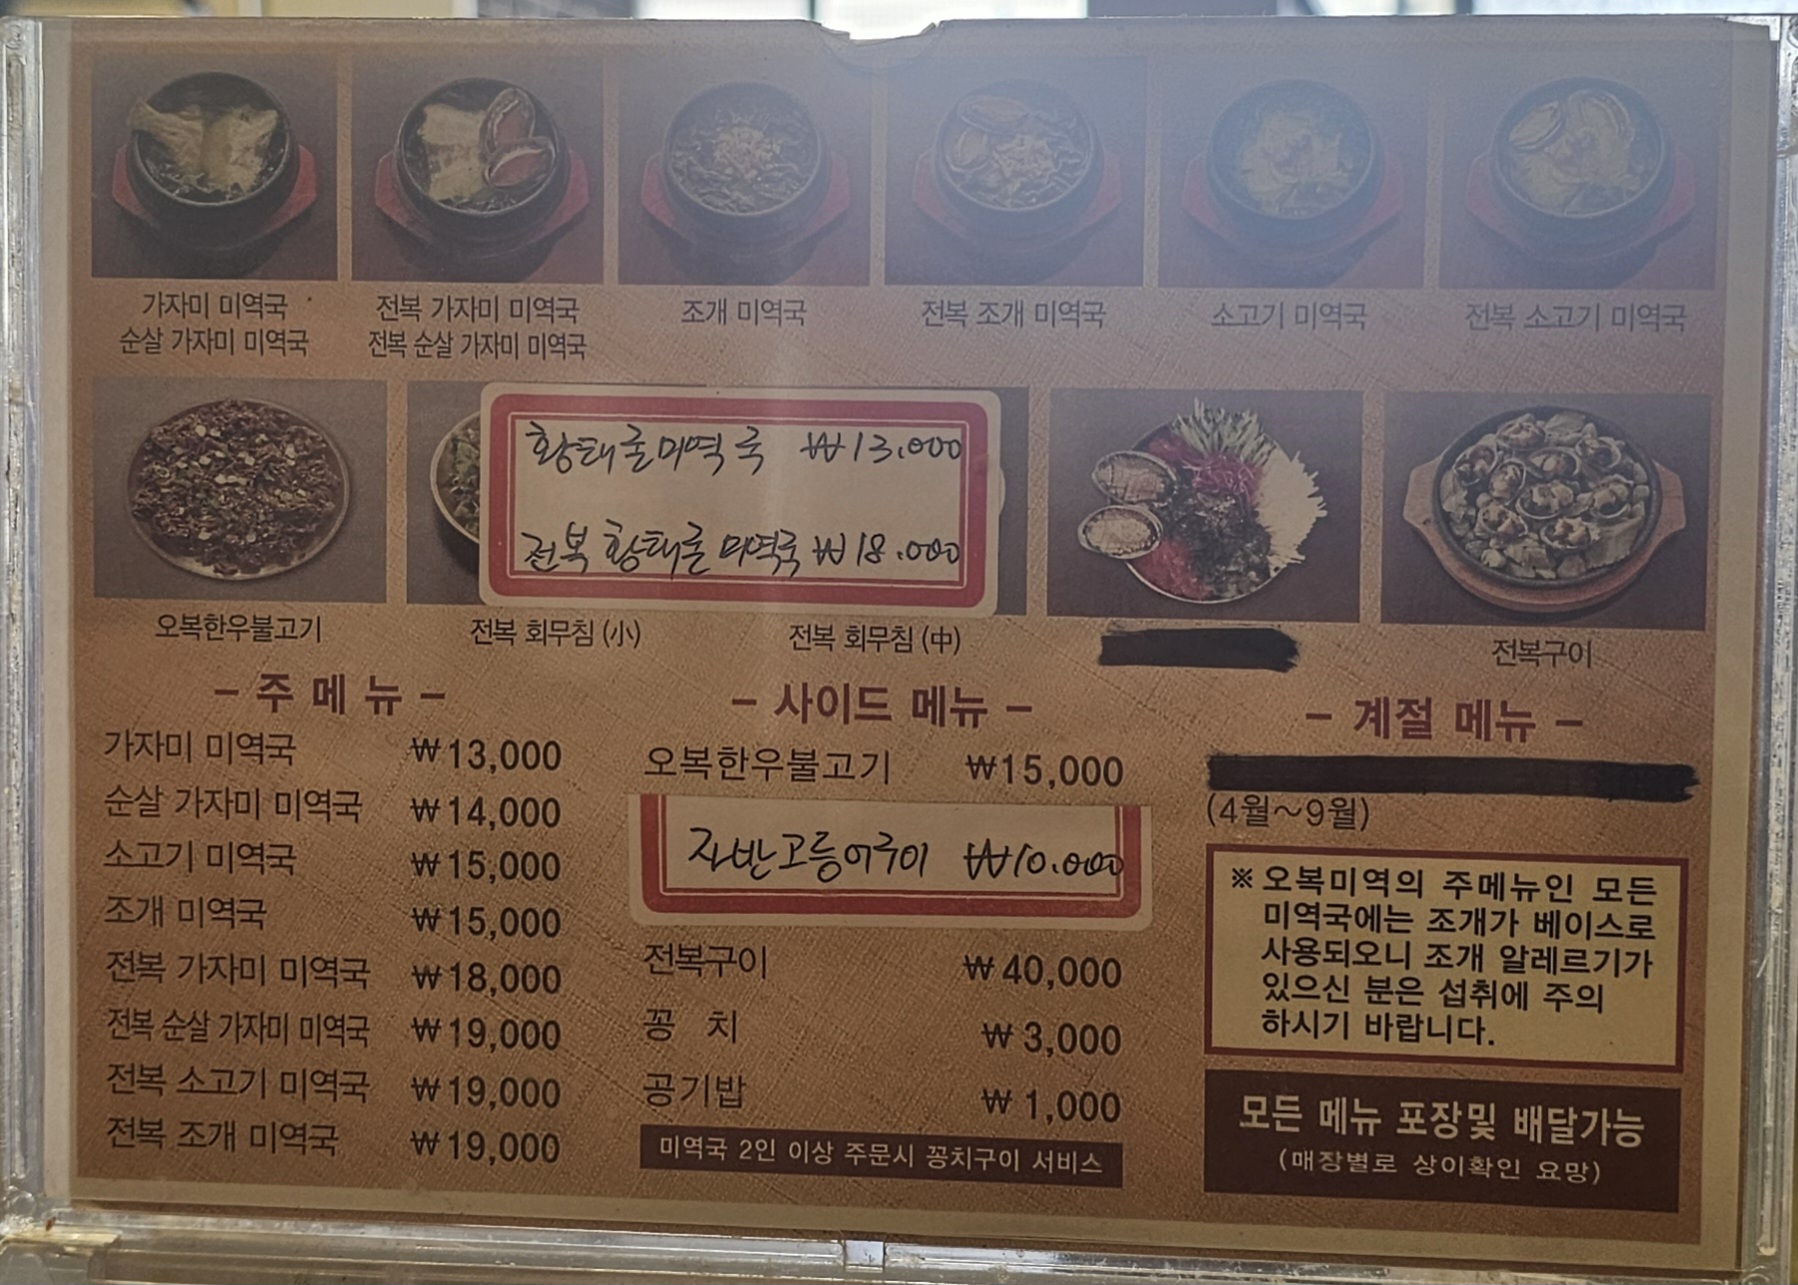 가자미 미역국
순살 가자미 미역국
전복 가자미 미역국
전복 순살 가자미 미역국
조개 미역국
전복 조개 미역국
소고기 미역국
전복 소고기 미역국
황태굴미역국 ₩13.000
전복 황태굴 미역국 ₩18.000
오복한우불고기
전복 회무침 (小)
전복 회무침 (中)
전복구이
- 주 메 뉴 -
가자미 미역국 ₩13,000
순살 가자미 미역국 ₩14,000
소고기 미역국 ₩15,000
조개 미역국 ₩15,000
전복 가자미 미역국 ₩18,000
전복 순살 가자미 미역국 ₩19,000
전복 소고기 미역국 ₩19,000
전복 조개 미역국 ₩19,000
- 사이드 메뉴 -
오복한우불고기 ₩15,000
자반고등어구이 ₩10.000
전복구이 ₩40,000
꽁 치 ₩3,000
공기밥 ₩1,000
미역국 2인 이상 주문시 꽁치구이 서비스
- 계절 메뉴 -
(4월~9월)
※ 오복미역의 주메뉴인 모든
미역국에는 조개가 베이스로
사용되오니 조개 알레르기가
있으신 분은 섭취에 주의
하시기 바랍니다.
모든 메뉴 포장및 배달가능
(매장별로 상이확인 요망)